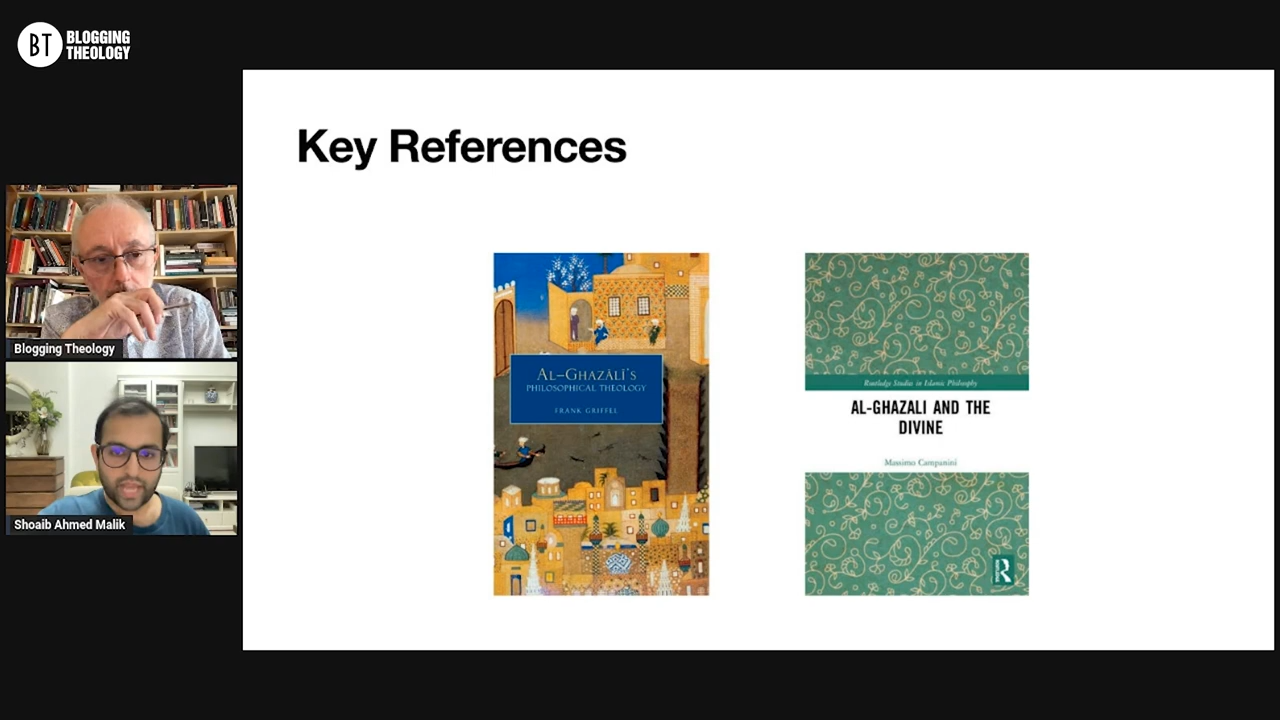 BT
BLOGGING
THEOLOGY
Key References
Blogging Theology
Shoaib Ahmed Malik
AL–GHAZĀLĪ'S
PHILOSOPHICAL THEOLOGY
FRANK GRIFFEL
Routledge Studies in Islamic Philosophy
AL-GHAZALI AND THE
DIVINE
Massimo Campanini
R